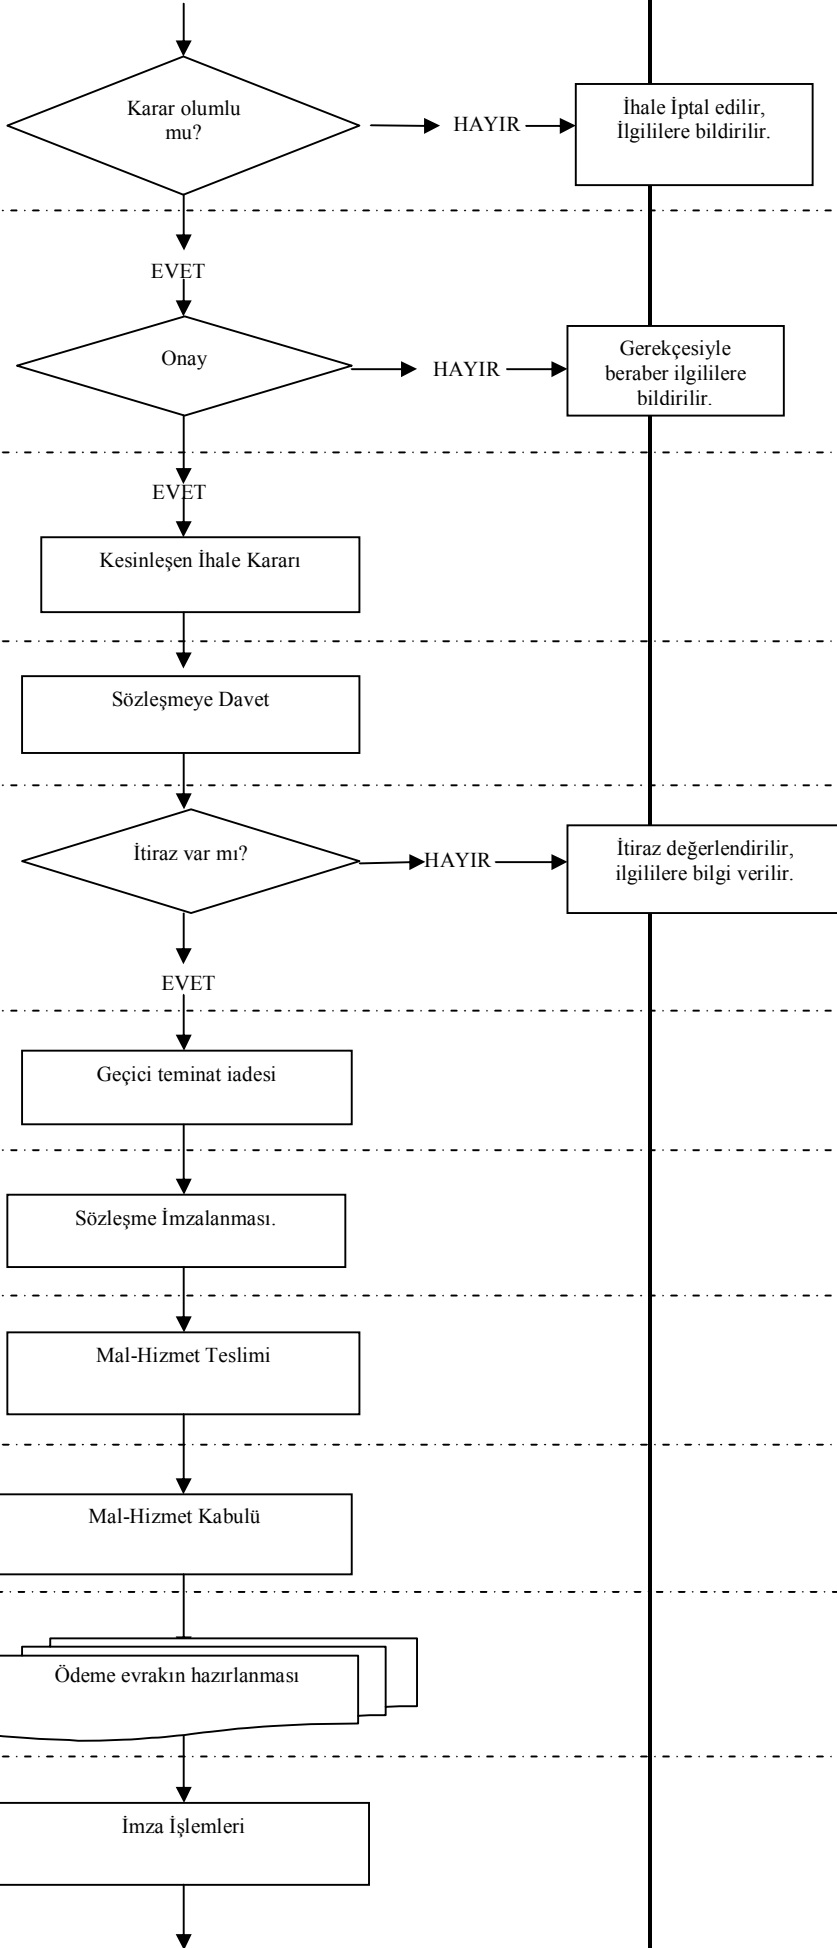 Karar olumlu
mu?
HAYIR
İhale İptal edilir,
İlgililere bildirilir.
EVET
Onay
HAYIR
Gerekçesiyle
beraber ilgililere
bildirilir.
EVET
Kesinleşen İhale Kararı
Sözleşmeye Davet
İtiraz var mı?
HAYIR
İtiraz değerlendirilir,
ilgililere bilgi verilir.
EVET
Geçici teminat iadesi
Sözleşme İmzalanması.
Mal-Hizmet Teslimi
Mal-Hizmet Kabulü
Ödeme evrakın hazırlanması
İmza İşlemleri